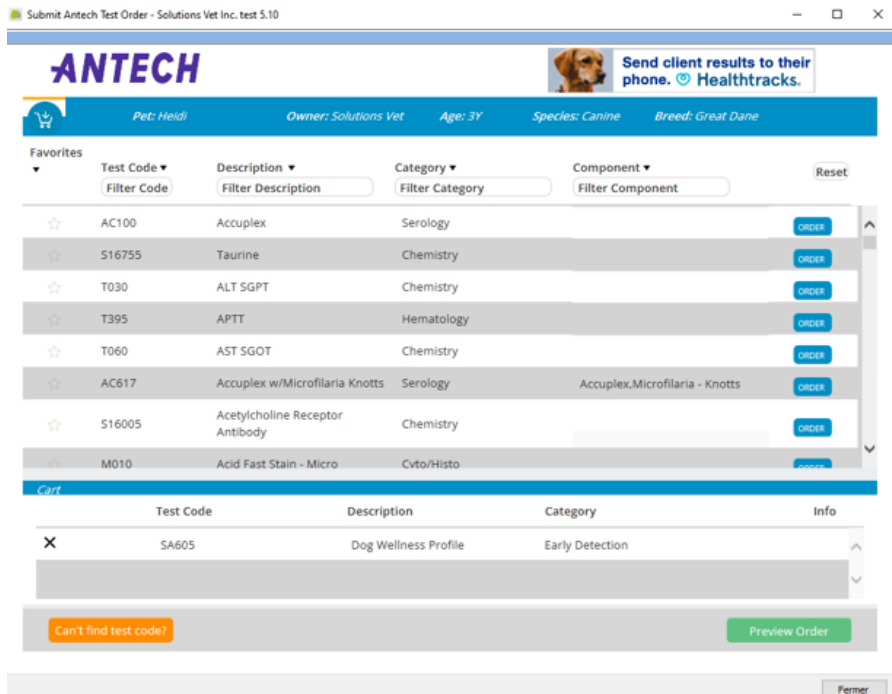 Submit Antech Test Order - Solutions Vet Inc. test 5.10
ANTECH
Send client results to their
phone. Healthtracks.
Pet: Heidi Owner: Solutions Vet Age: 3Y Species: Canine Breed: Great Dane
Favorites
Test Code Description Category Component Reset
Filter Code Filter Description Filter Category Filter Component
AC100 Accuplex Serology ORDER
S16755 Taurine Chemistry ORDER
T030 ALT SGPT Chemistry ORDER
T395 APTT Hematology ORDER
T060 AST SGOT Chemistry ORDER
AC617 Accuplex w/Microfilaria Knotts Serology Accuplex,Microfilaria - Knotts ORDER
S16005 Acetylcholine Receptor
Antibody Chemistry ORDER
M010 Acid Fast Stain - Micro Cyto/Histo ORDER
Cart
Test Code Description Category Info
SA605 Dog Wellness Profile Early Detection
Can't find test code? Preview Order
Fermer